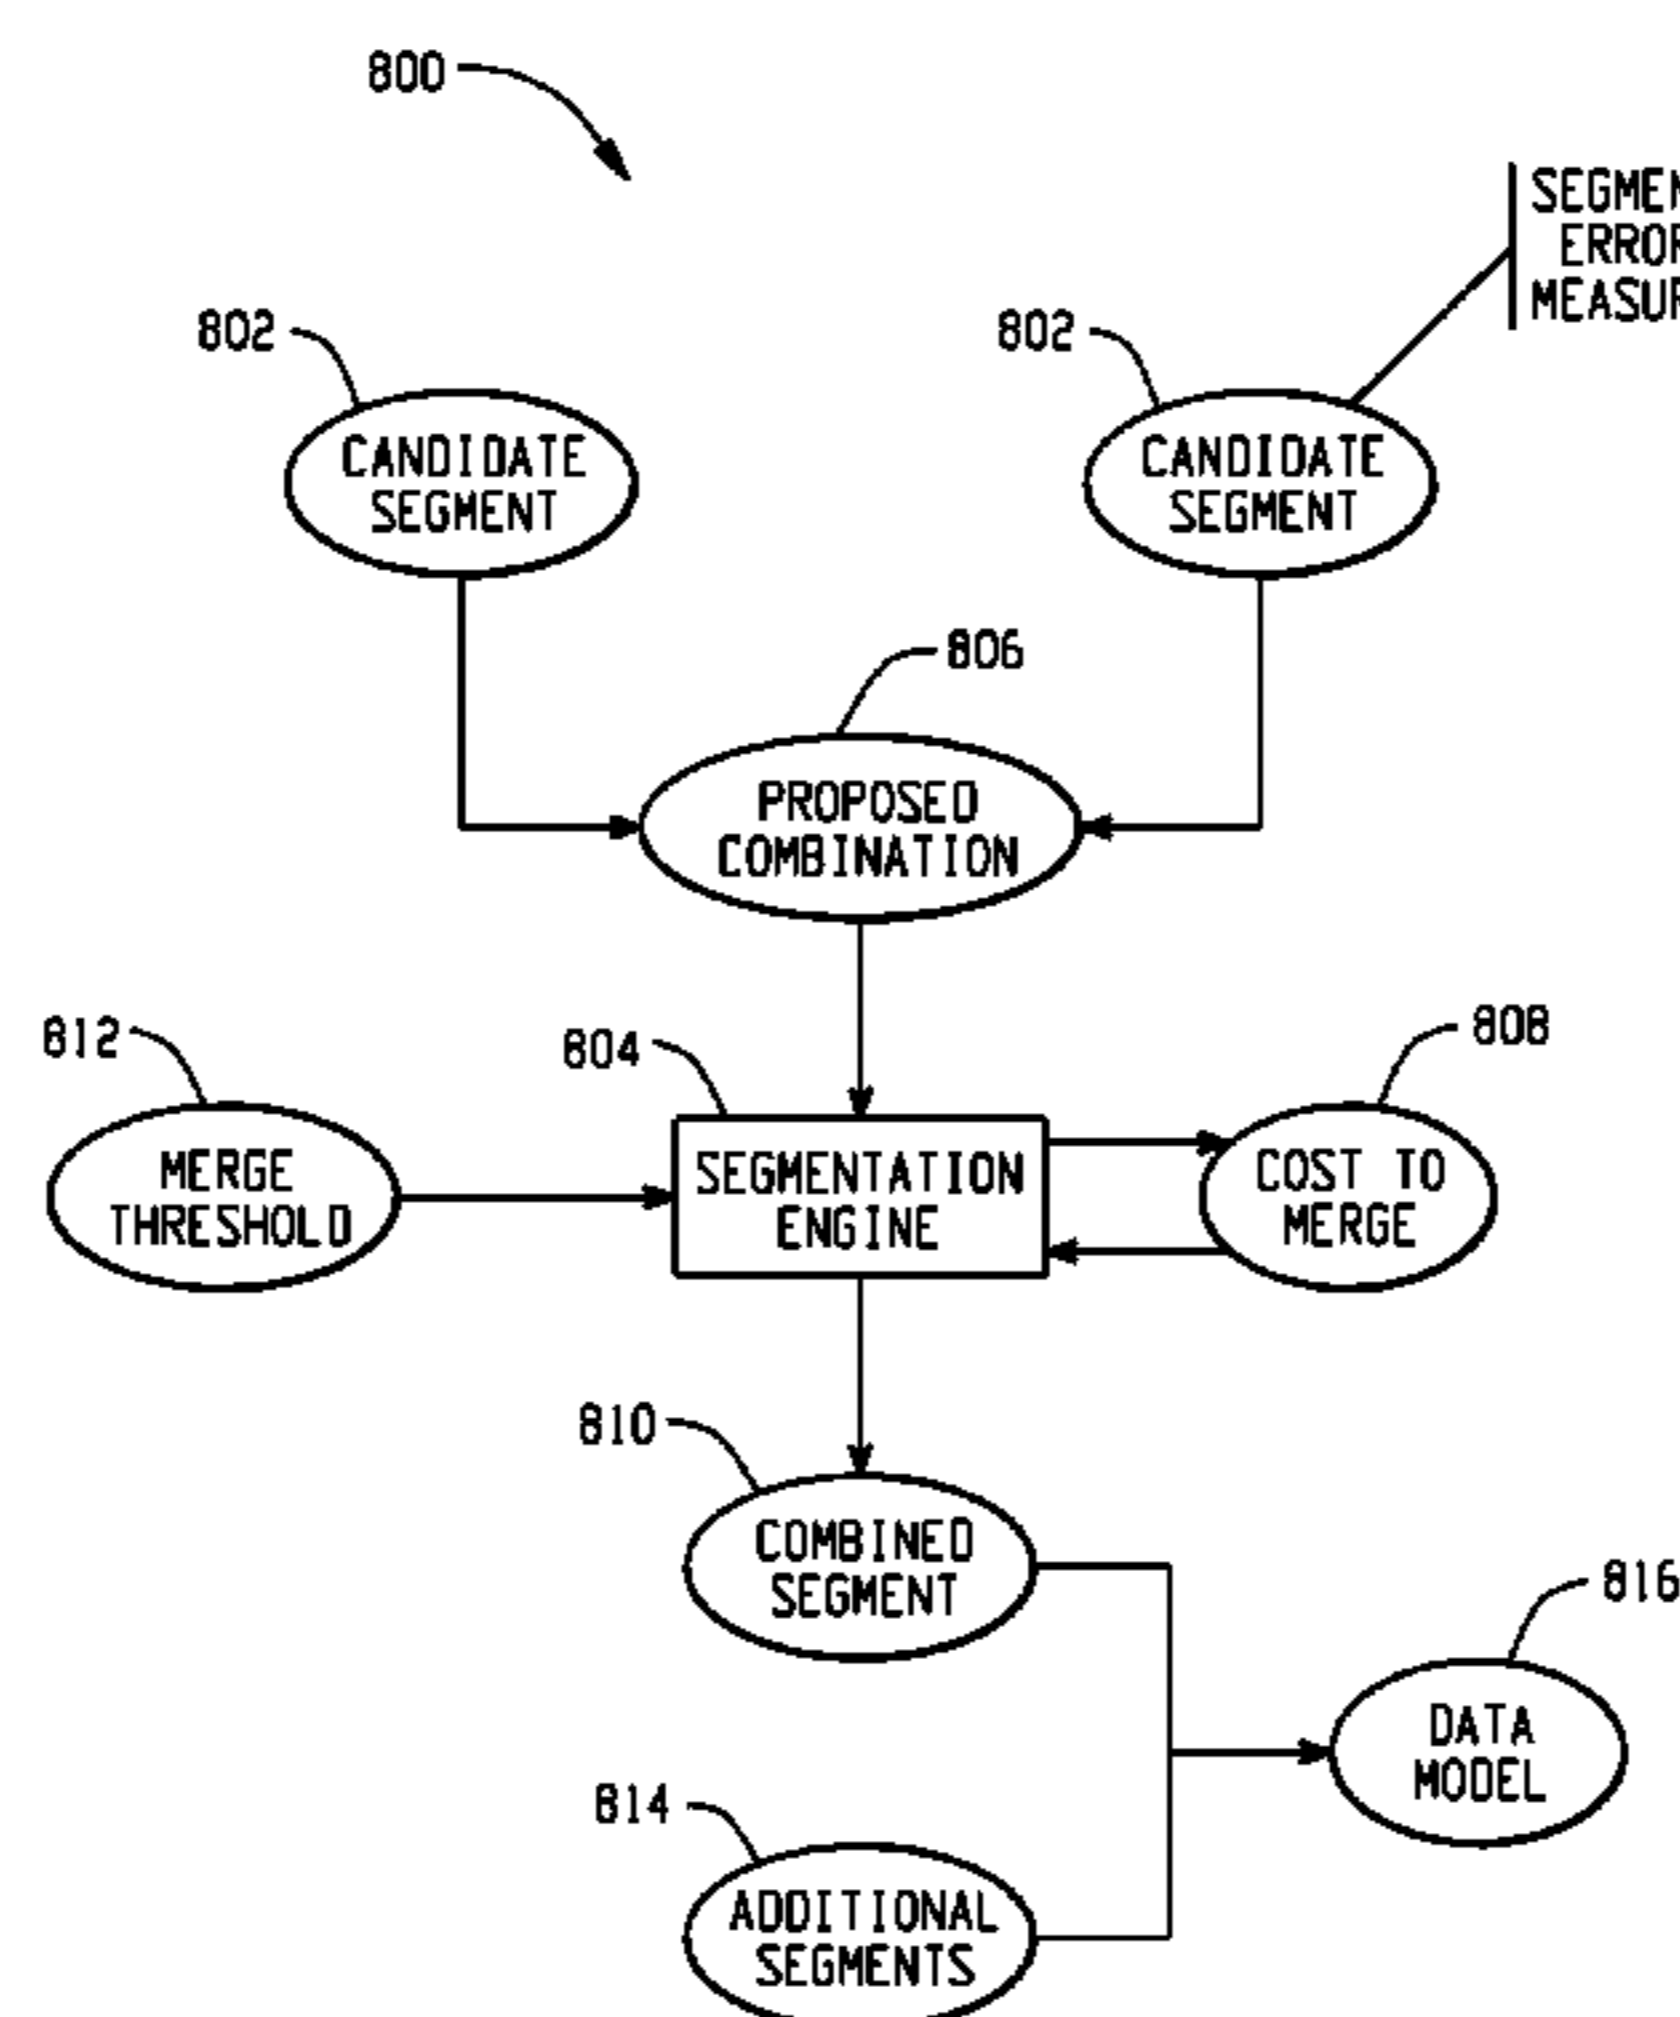 800
SEGMEN
ERROR
MEASUR
802
802
CANDIDATE
SEGMENT
CANDIDATE
SEGMENT
806
PROPOSED
COMBINATION
812
804
808
MERGE
THRESHOLD
SEGMENTATION
ENGINE
COST TO
MERGE
810
COMBINED
SEGMENT
816
DATA
MODEL
814
ADDITIONAL
SEGMENTS